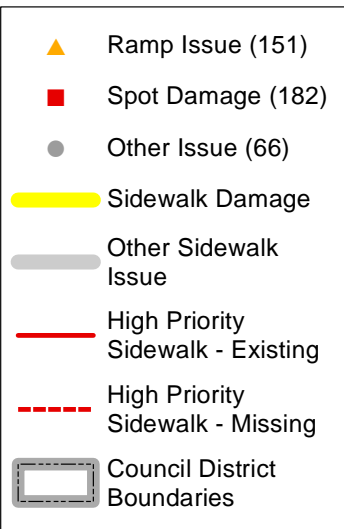 Ramp Issue (151)
Spot Damage (182)
Other Issue (66)
Sidewalk Damage
Other Sidewalk
Issue
High Priority
Sidewalk - Existing
High Priority
Sidewalk - Missing
Council District
Boundaries